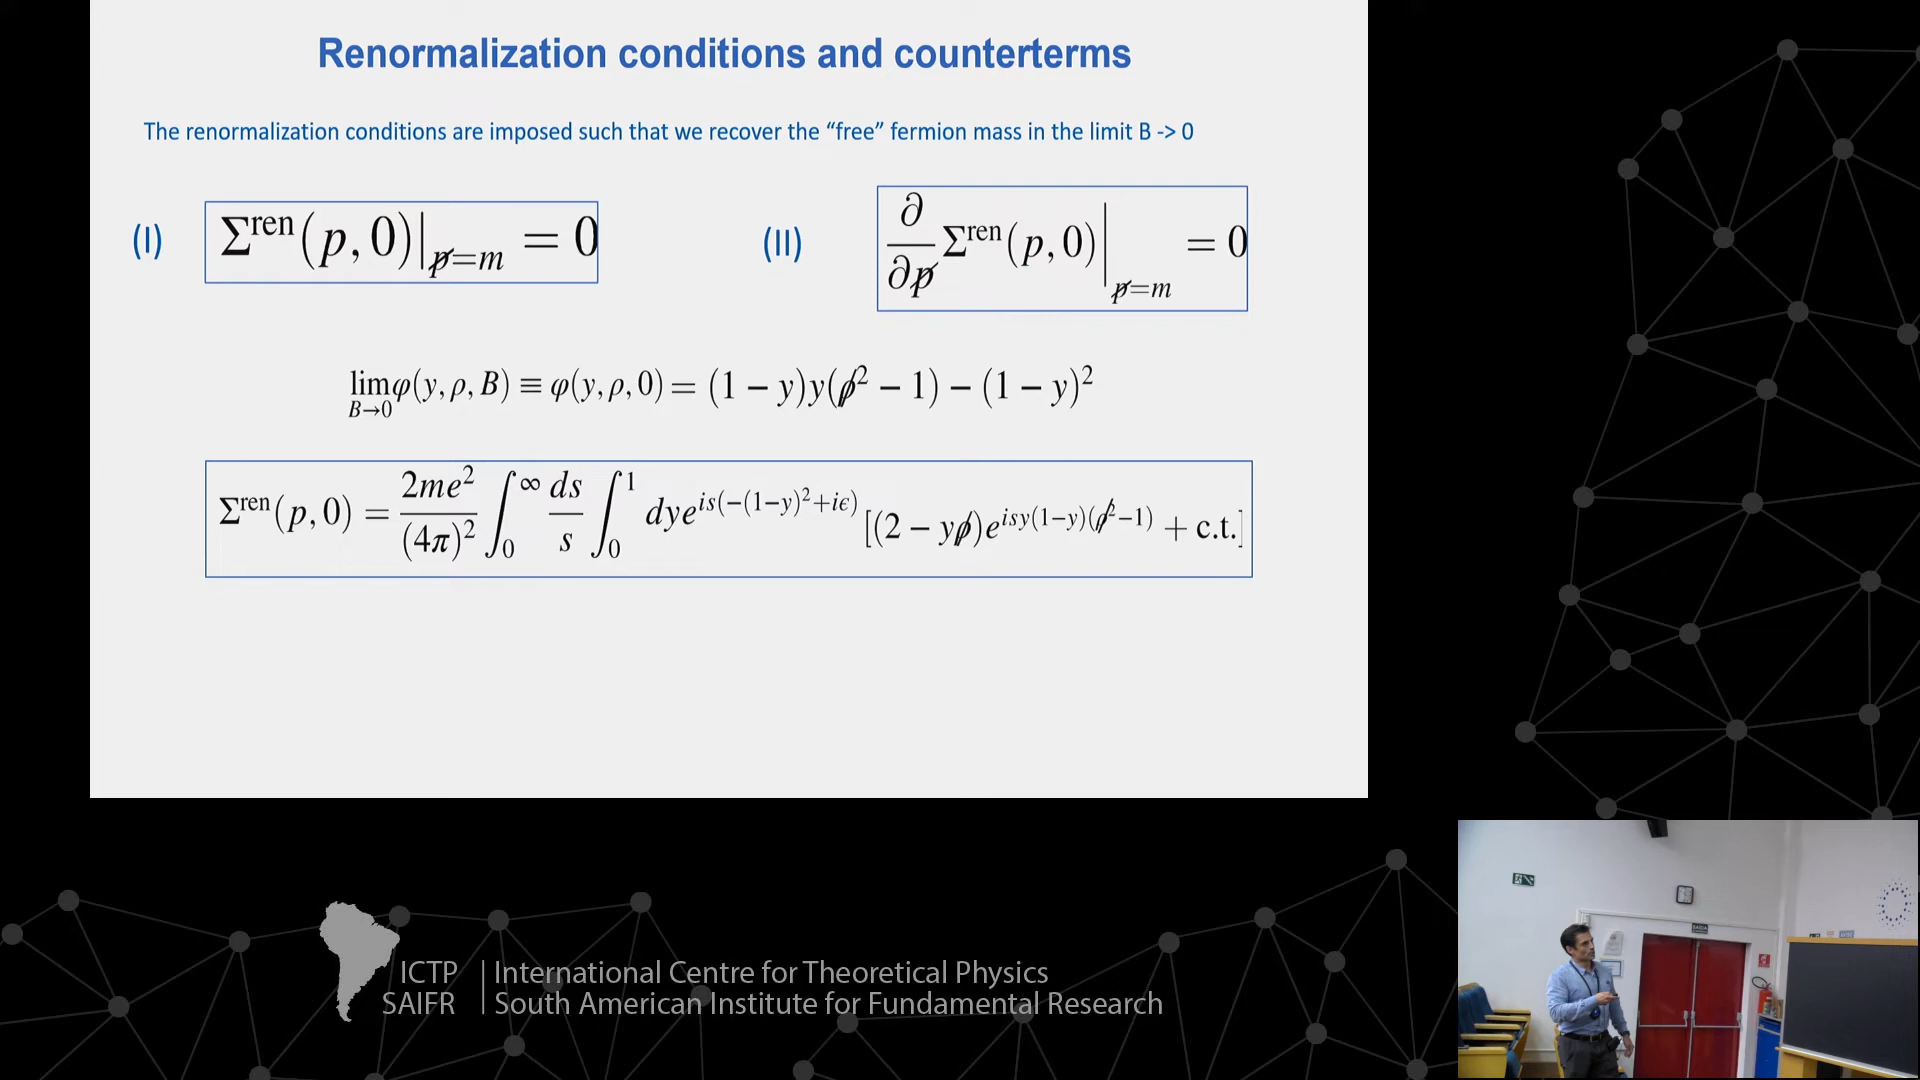 Renormalization conditions and counterterms
The renormalization conditions are imposed such that we recover the “free” fermion mass in the limit B -> 0
(I) Σ^ren(p, 0)|_{p̸=m} = 0 (II) ∂/∂p̸ Σ^ren(p, 0)|_{p̸=m} = 0
lim_{B→0} φ(y, ρ, B) ≡ φ(y, ρ, 0) = (1 − y)y(ρ̸² − 1) − (1 − y)²
Σ^ren(p, 0) = 2me²/(4π)² ∫_0^∞ ds/s ∫_0^1 dye^{is(−(1−y)²+iϵ)} [(2 − yρ̸)e^{isy(1−y)(ρ̸²−1)} + c.t.]
ICTP | International Centre for Theoretical Physics
SAIFR | South American Institute for Fundamental Research